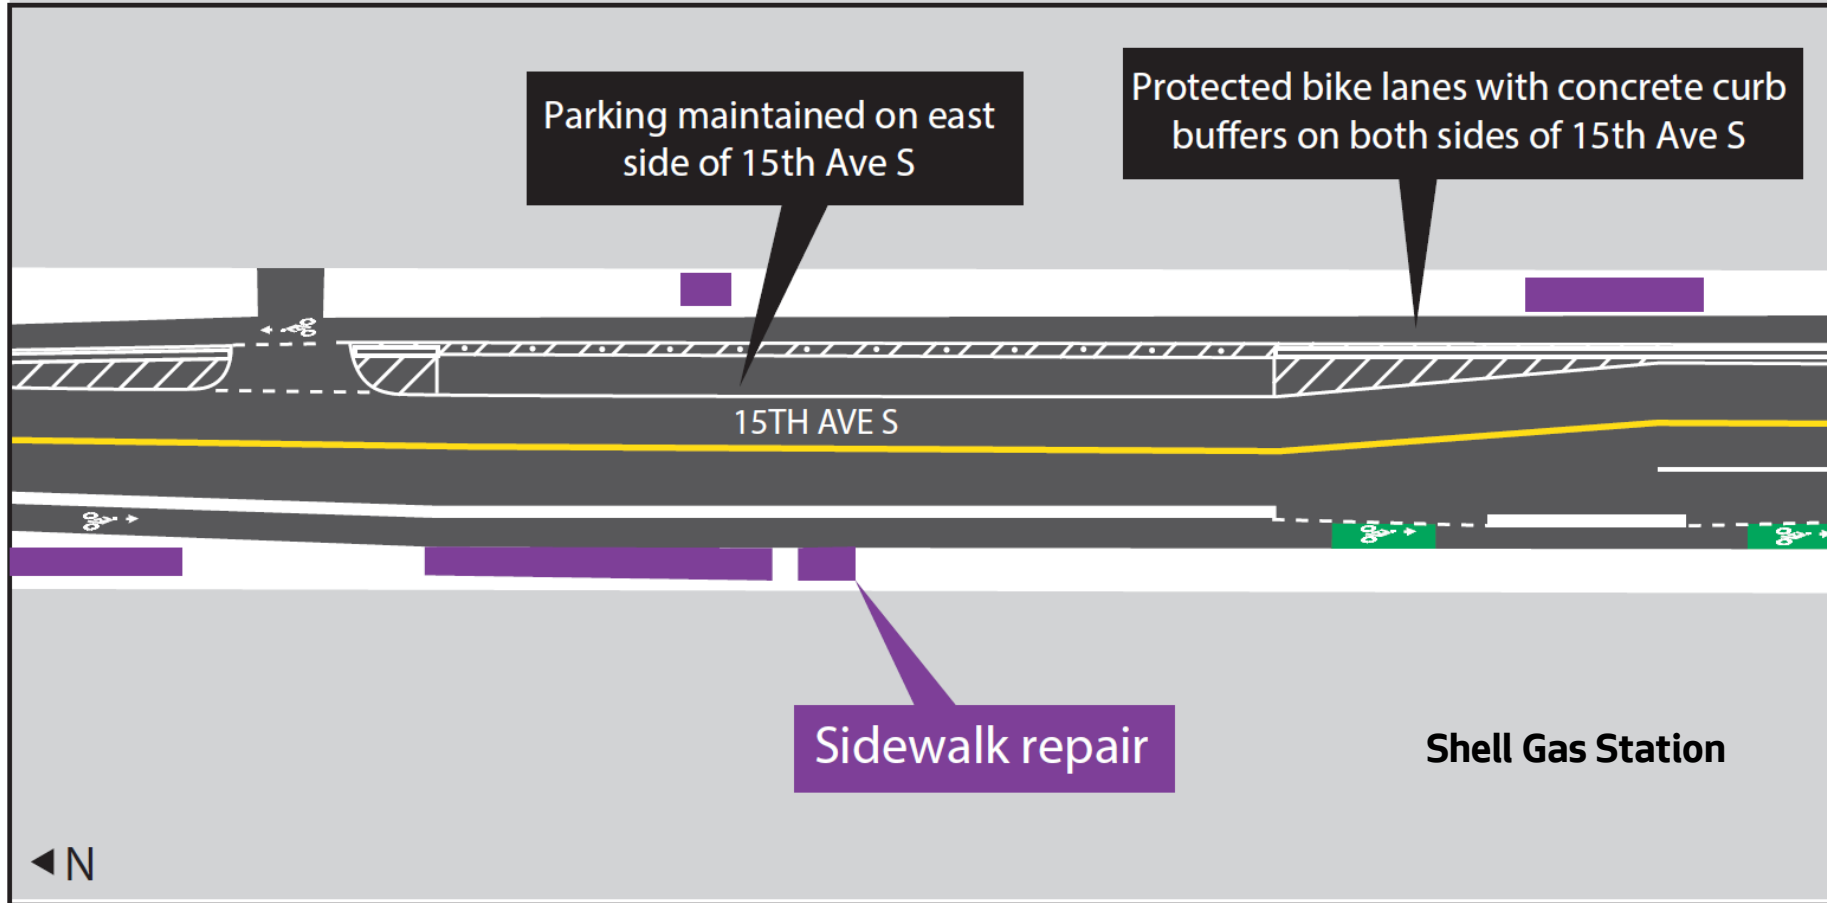 Parking maintained on east
side of 15th Ave S
Protected bike lanes with concrete curb
buffers on both sides of 15th Ave S
15TH AVE S
Sidewalk repair
Shell Gas Station
N